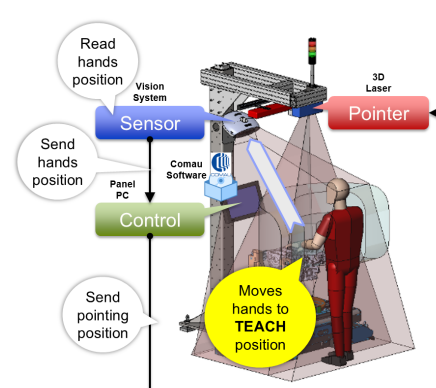 Read
hands
position
Vision
System
Sensor
3D
Laser
Pointer
Send
hands
position
Comau
Software
COMAU
Panel
PC
Control
Send
pointing
position
Moves
hands to
TEACH
position